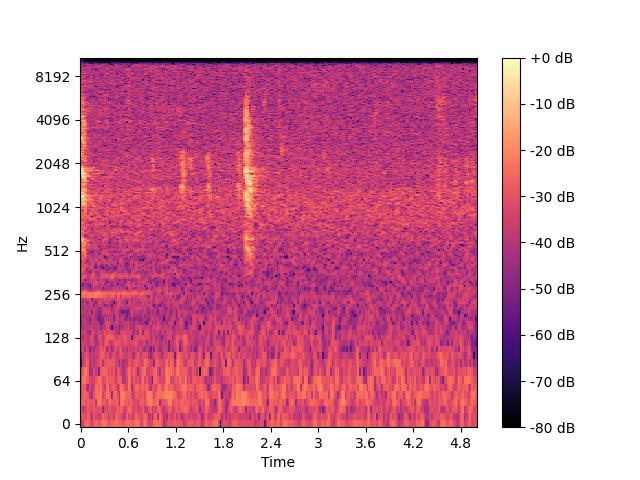 8192
4096
2048
1024
512
256
128
64
0
Hz
0 0.6 1.2 1.8 2.4 3 3.6 4.2 4.8
Time
+0 dB
-10 dB
-20 dB
-30 dB
-40 dB
-50 dB
-60 dB
-70 dB
-80 dB